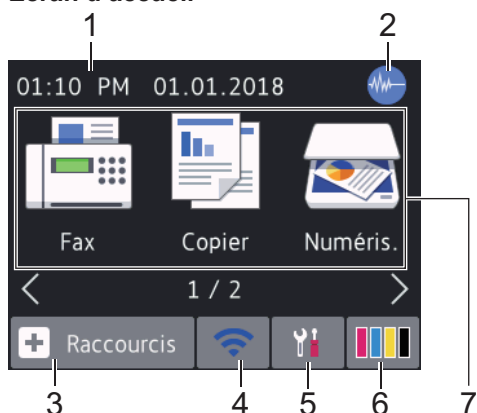 Écran d'accueil
1 2
01:10 PM 01.01.2018
Fax Copier Numéris.
1 / 2
Raccourcis
3 4 5 6 7